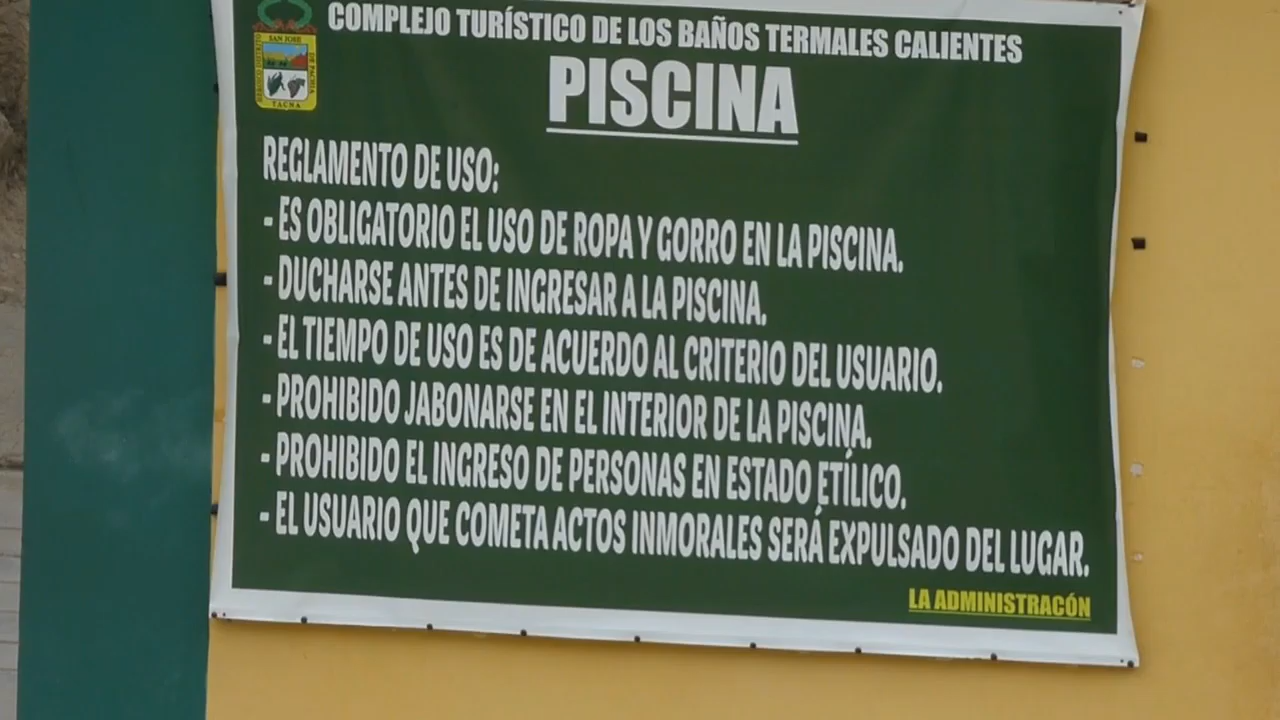 COMPLEJO TURÍSTICO DE LOS BAÑOS TERMALES CALIENTES
SAN JOSE
TACNA
PISCINA
REGLAMENTO DE USO:
- ES OBLIGATORIO EL USO DE ROPA Y GORRO EN LA PISCINA.
- DUCHARSE ANTES DE INGRESAR A LA PISCINA.
- EL TIEMPO DE USO ES DE ACUERDO AL CRITERIO DEL USUARIO.
- PROHIBIDO JABONARSE EN EL INTERIOR DE LA PISCINA.
- PROHIBIDO EL INGRESO DE PERSONAS EN ESTADO ETÍLICO.
- EL USUARIO QUE COMETA ACTOS INMORALES SERÁ EXPULSADO DEL LUGAR.
LA ADMINISTRACÓN